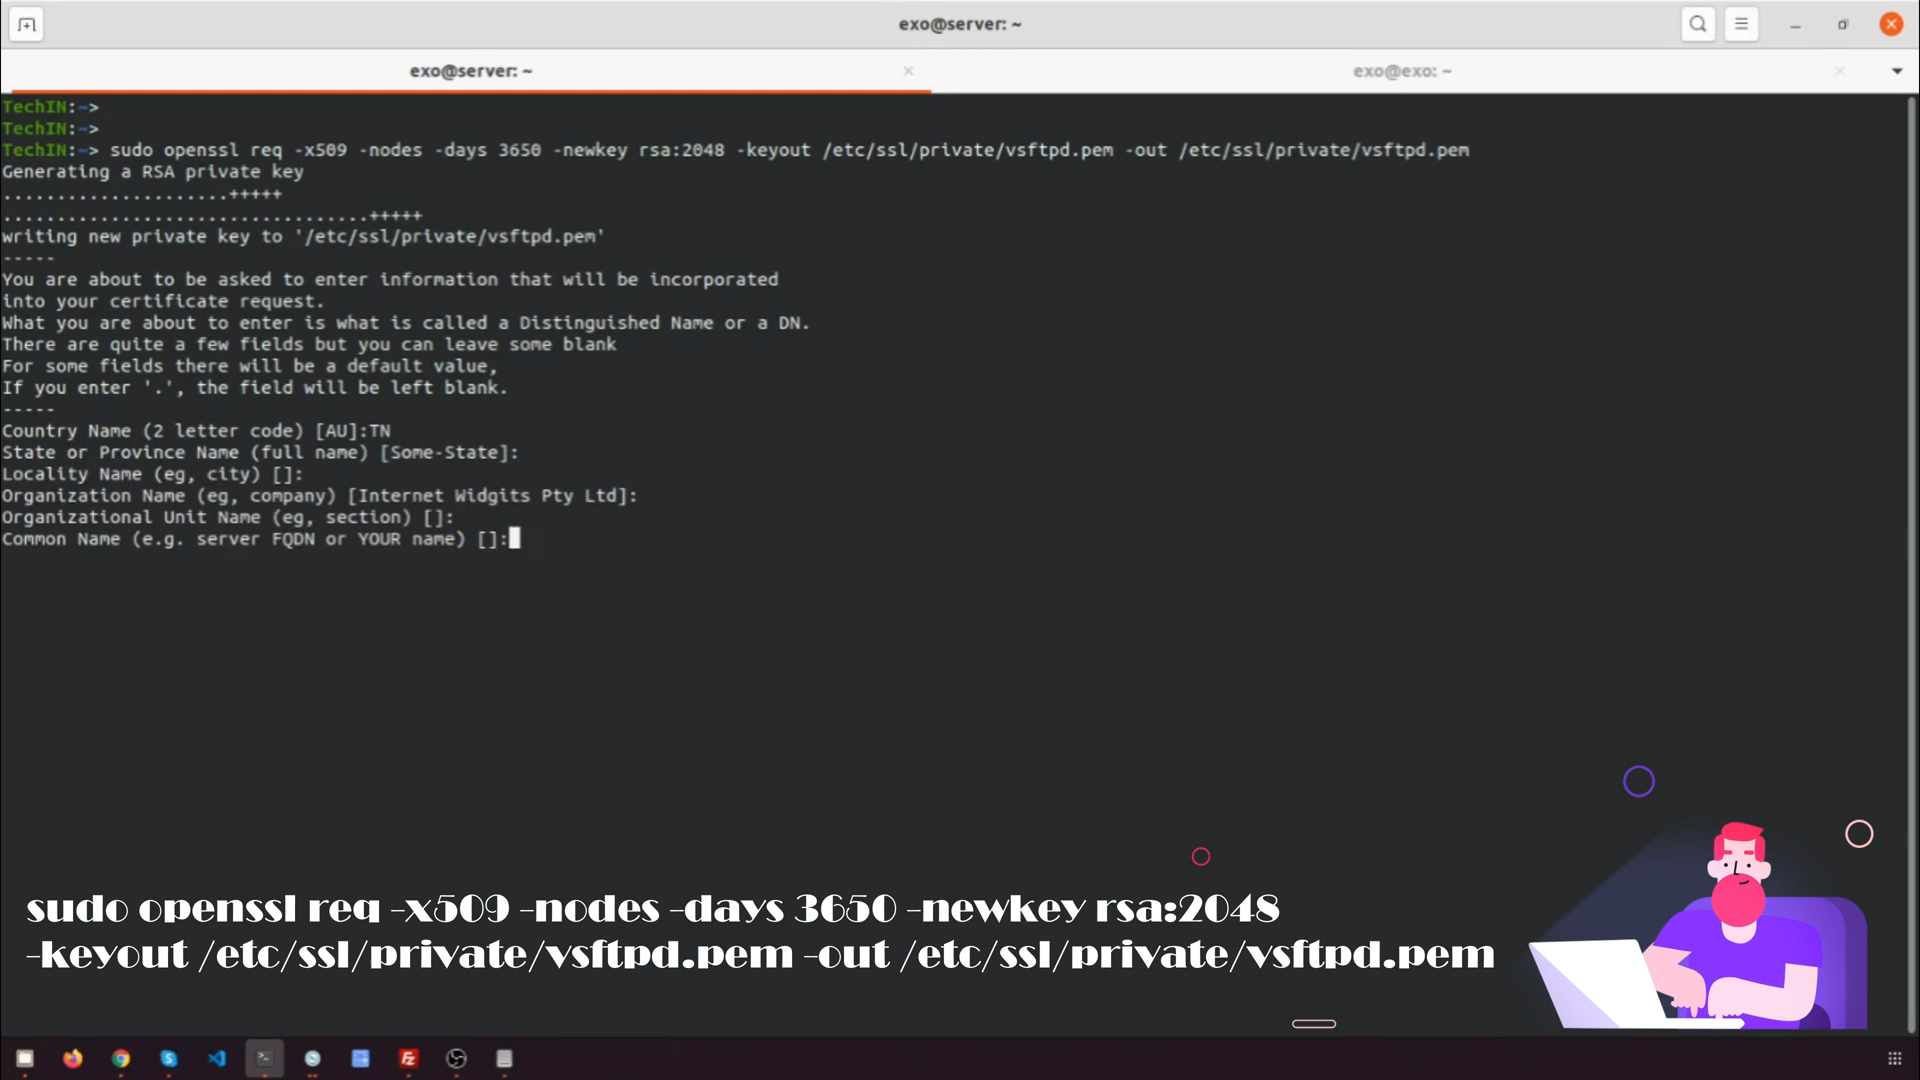 exo@server: ~
exo@server: ~
exo@exo: ~
TechIN:~>
TechIN:~>
TechIN:~> sudo openssl req -x509 -nodes -days 3650 -newkey rsa:2048 -keyout /etc/ssl/private/vsftpd.pem -out /etc/ssl/private/vsftpd.pem
Generating a RSA private key
.....................+++++
..................................+++++
writing new private key to '/etc/ssl/private/vsftpd.pem'
-----
You are about to be asked to enter information that will be incorporated
into your certificate request.
What you are about to enter is what is called a Distinguished Name or a DN.
There are quite a few fields but you can leave some blank
For some fields there will be a default value,
If you enter '.', the field will be left blank.
-----
Country Name (2 letter code) [AU]:TN
State or Province Name (full name) [Some-State]:
Locality Name (eg, city) []:
Organization Name (eg, company) [Internet Widgits Pty Ltd]:
Organizational Unit Name (eg, section) []:
Common Name (e.g. server FQDN or YOUR name) []:
sudo openssl req -x509 -nodes -days 3650 -newkey rsa:2048
-keyout /etc/ssl/private/vsftpd.pem -out /etc/ssl/private/vsftpd.pem